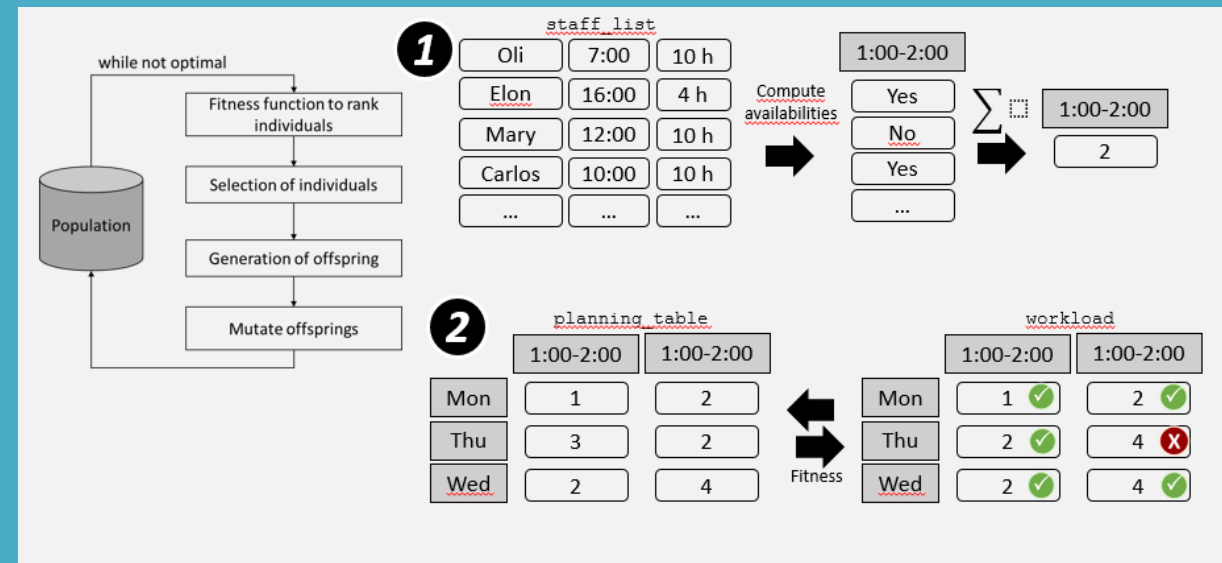 while not optimal
Fitness function to rank
individuals
Selection of individuals
Generation of offspring
Mutate offsprings
Population
1
staff_list
Oli 7:00 10 h
Elon 16:00 4 h
Mary 12:00 10 h
Carlos 10:00 10 h
... ... ...
Compute
availabilities
1:00-2:00
Yes
No
Yes
...
∑
1:00-2:00
2
2
planning_table
1:00-2:00 1:00-2:00
Mon 1 2
Thu 3 2
Wed 2 4
Fitness
workload
1:00-2:00 1:00-2:00
Mon 1 2
Thu 2 4 X
Wed 2 4